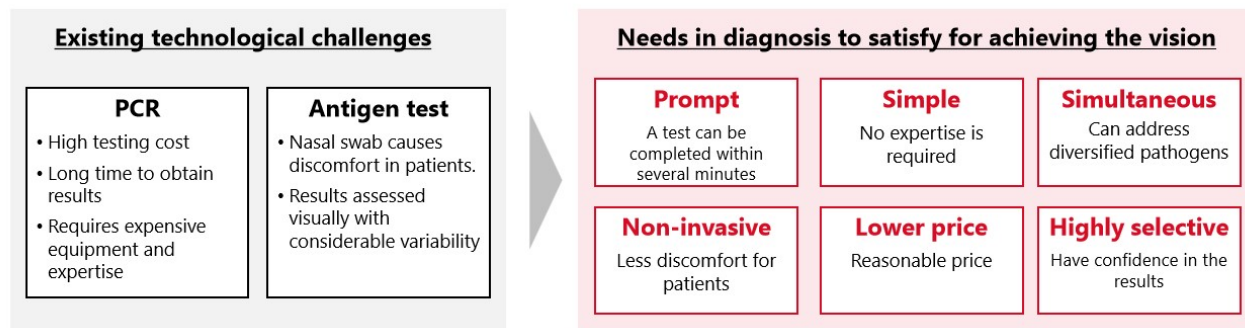 Existing technological challenges
PCR
• High testing cost
• Long time to obtain
results
• Requires expensive
equipment and
expertise
Antigen test
• Nasal swab causes
discomfort in patients.
• Results assessed
visually with
considerable variability
Needs in diagnosis to satisfy for achieving the vision
Prompt
A test can be
completed within
several minutes
Simple
No expertise is
required
Simultaneous
Can address
diversified pathogens
Non-invasive
Less discomfort for
patients
Lower price
Reasonable price
Highly selective
Have confidence in the
results